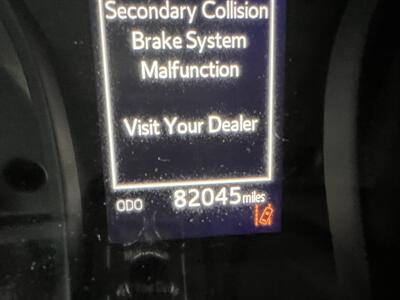 Secondary Collision
Brake System
Malfunction
Visit Your Dealer
ODO 82045 miles